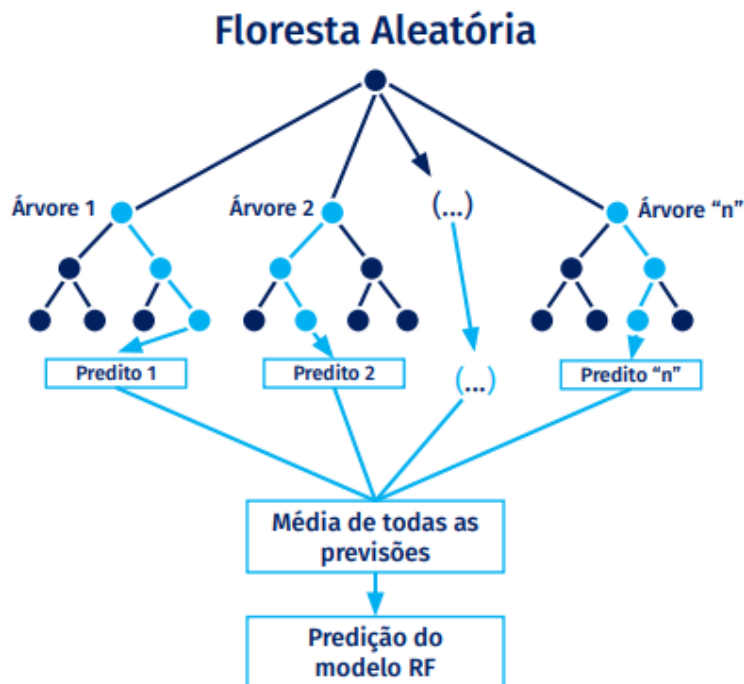 Floresta Aleatória
Árvore 1
Árvore 2
(...)
Árvore “n”
Predito 1
Predito 2
(...)
Predito “n”
Média de todas as
previsões
Predição do
modelo RF